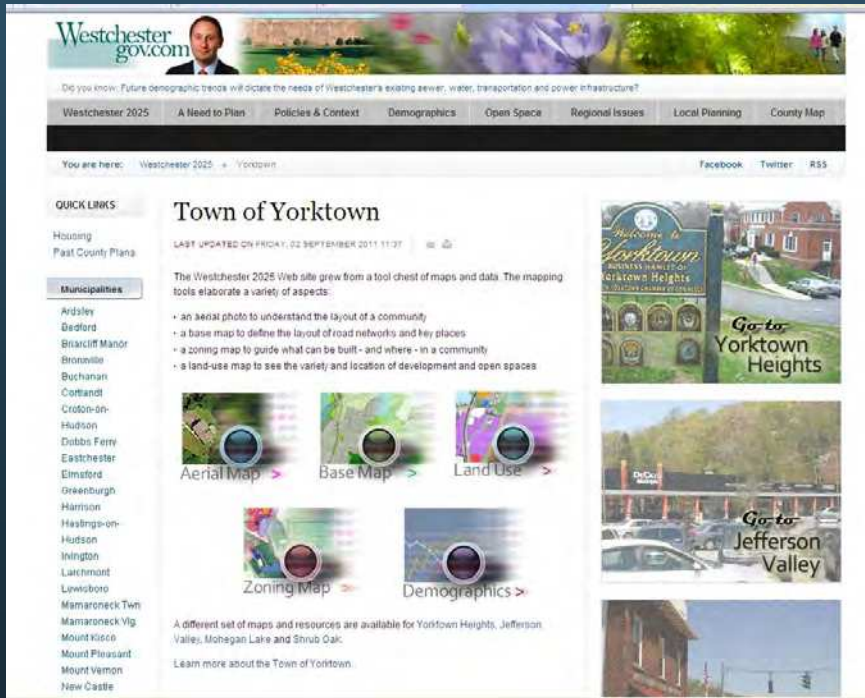 Westchester
gov.com
Did you know: Future demographic trends will dictate the needs of Westchester's existing sewer, water, transportation and power infrastructure?
Westchester 2025 A Need to Plan Policies & Context Demographics Open Space Regional Issues Local Planning County Map
You are here: Westchester 2025 Yorktown Facebook Twitter RSS
QUICK LINKS
Housing
Past County Plans
Municipalities
Ardsley
Bedford
Briarcliff Manor
Bronxville
Buchanan
Cortlandt
Croton-on-
Hudson
Dobbs Ferry
Eastchester
Elmsford
Greenburgh
Harrison
Hastings-on-
Hudson
Irvington
Larchmont
Lewisboro
Mamaroneck Twn
Mamaroneck Vlg
Mount Kisco
Mount Pleasant
Mount Vernon
New Castle
Town of Yorktown
LAST UPDATED ON FRIDAY, 02 SEPTEMBER 2011 11:37
The Westchester 2025 Web site grew from a tool chest of maps and data. The mapping
tools elaborate a variety of aspects:
• an aerial photo to understand the layout of a community
• a base map to define the layout of road networks and key places
• a zoning map to guide what can be built - and where - in a community
• a land-use map to see the variety and location of development and open spaces
Aerial Map > Base Map > Land Use >
Zoning Map > Demographics >
A different set of maps and resources are available for Yorktown Heights, Jefferson
Valley, Mohegan Lake and Shrub Oak.
Learn more about the Town of Yorktown.
Welcome to
Yorktown
BUSINESS HAMLET OF
Yorktown Heights
Go to
Yorktown
Heights
Go to
Jefferson
Valley